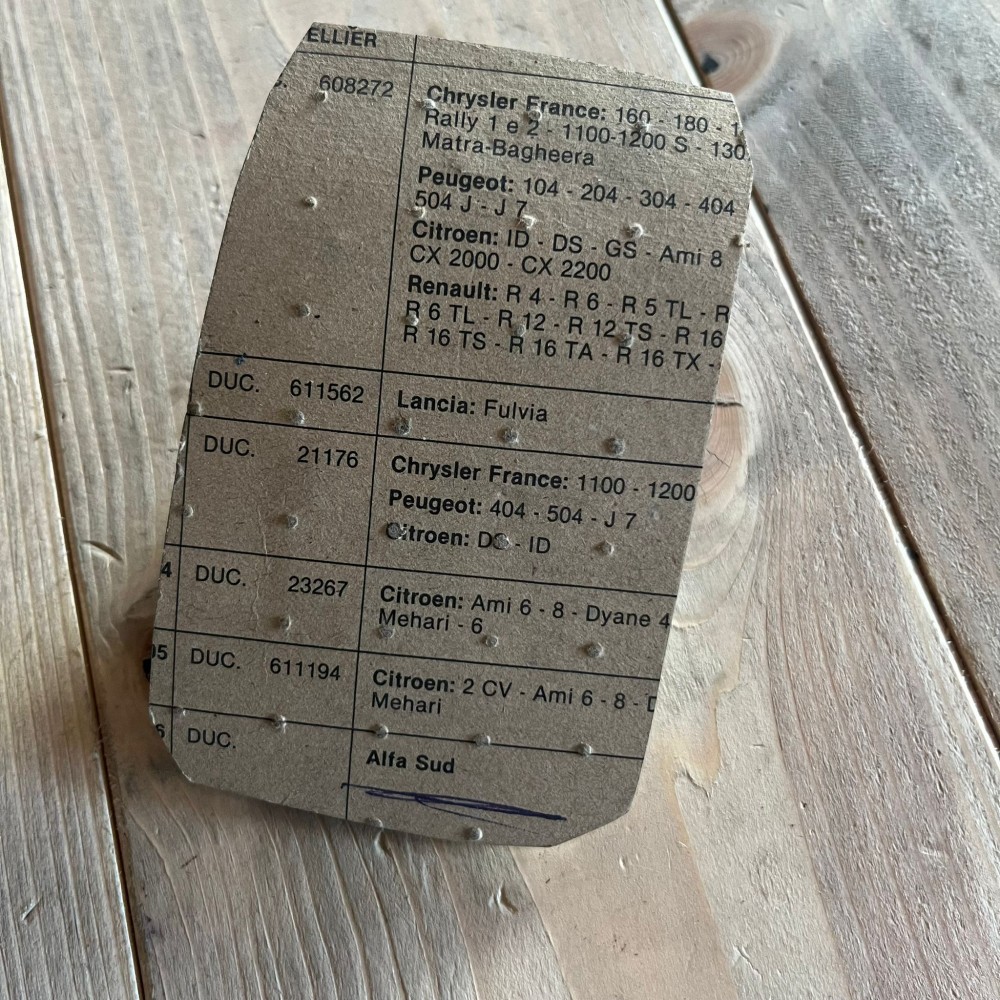 ELLIER
608272
Chrysler France: 160 - 180 -
Rally 1 e 2 - 1100-1200 S - 130
Matra-Bagheera
Peugeot: 104 - 204 - 304 - 404
504 J - J 7
Citroen: ID - DS - GS - Ami 8
CX 2000 - CX 2200
Renault: R 4 - R 6 - R 5 TL - R
R 6 TL - R 12 - R 12 TS - R 16
R 16 TS - R 16 TA - R 16 TX -
DUC. 611562 Lancia: Fulvia
DUC. 21176 Chrysler France: 1100 - 1200
Peugeot: 404 - 504 - J 7
Citroen: DS - ID
4 DUC. 23267 Citroen: Ami 6 - 8 - Dyane 4
Mehari - 6
5 DUC. 611194 Citroen: 2 CV - Ami 6 - 8 - D
Mehari
6 DUC. Alfa Sud